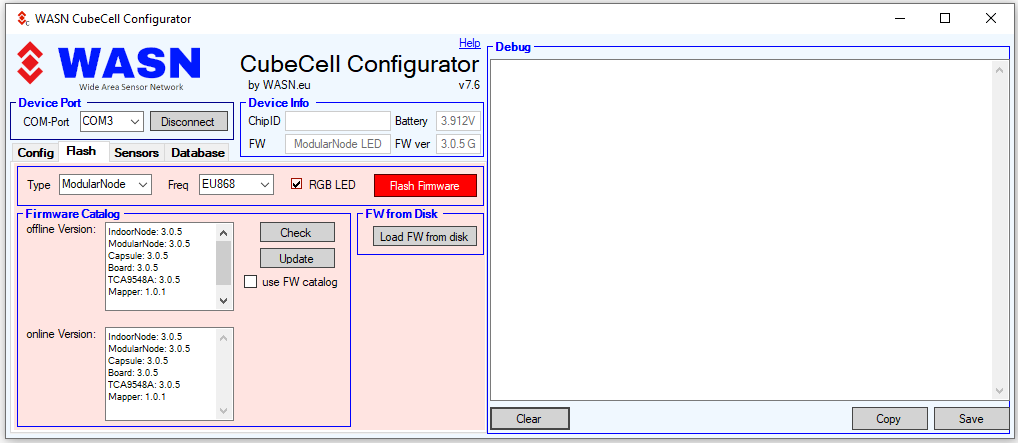 WASN CubeCell Configurator
Help
WASN
Wide Area Sensor Network
CubeCell Configurator
by WASN.eu
v7.6
Device Port
COM-Port
COM3
Disconnect
Device Info
ChipID
Battery
3.912V
FW
ModularNode LED
FW ver
3.0.5 G
Config
Flash
Sensors
Database
Type
ModularNode
Freq
EU868
RGB LED
Flash Firmware
Firmware Catalog
offline Version:
IndoorNode: 3.0.5
ModularNode: 3.0.5
Capsule: 3.0.5
Board: 3.0.5
TCA9548A: 3.0.5
Mapper: 1.0.1
Check
Update
use FW catalog
online Version:
IndoorNode: 3.0.5
ModularNode: 3.0.5
Capsule: 3.0.5
Board: 3.0.5
TCA9548A: 3.0.5
Mapper: 1.0.1
FW from Disk
Load FW from disk
Debug
Clear
Copy
Save